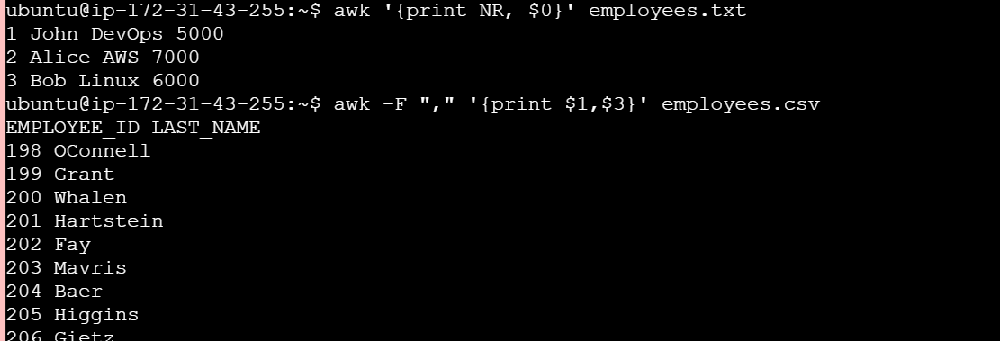 ubuntu@ip-172-31-43-255:~$ awk '{print NR, $0}' employees.txt
1 John DevOps 5000
2 Alice AWS 7000
3 Bob Linux 6000
ubuntu@ip-172-31-43-255:~$ awk -F "," '{print $1,$3}' employees.csv
EMPLOYEE_ID LAST_NAME
198 OConnell
199 Grant
200 Whalen
201 Hartstein
202 Fay
203 Mavris
204 Baer
205 Higgins
206 Gietz